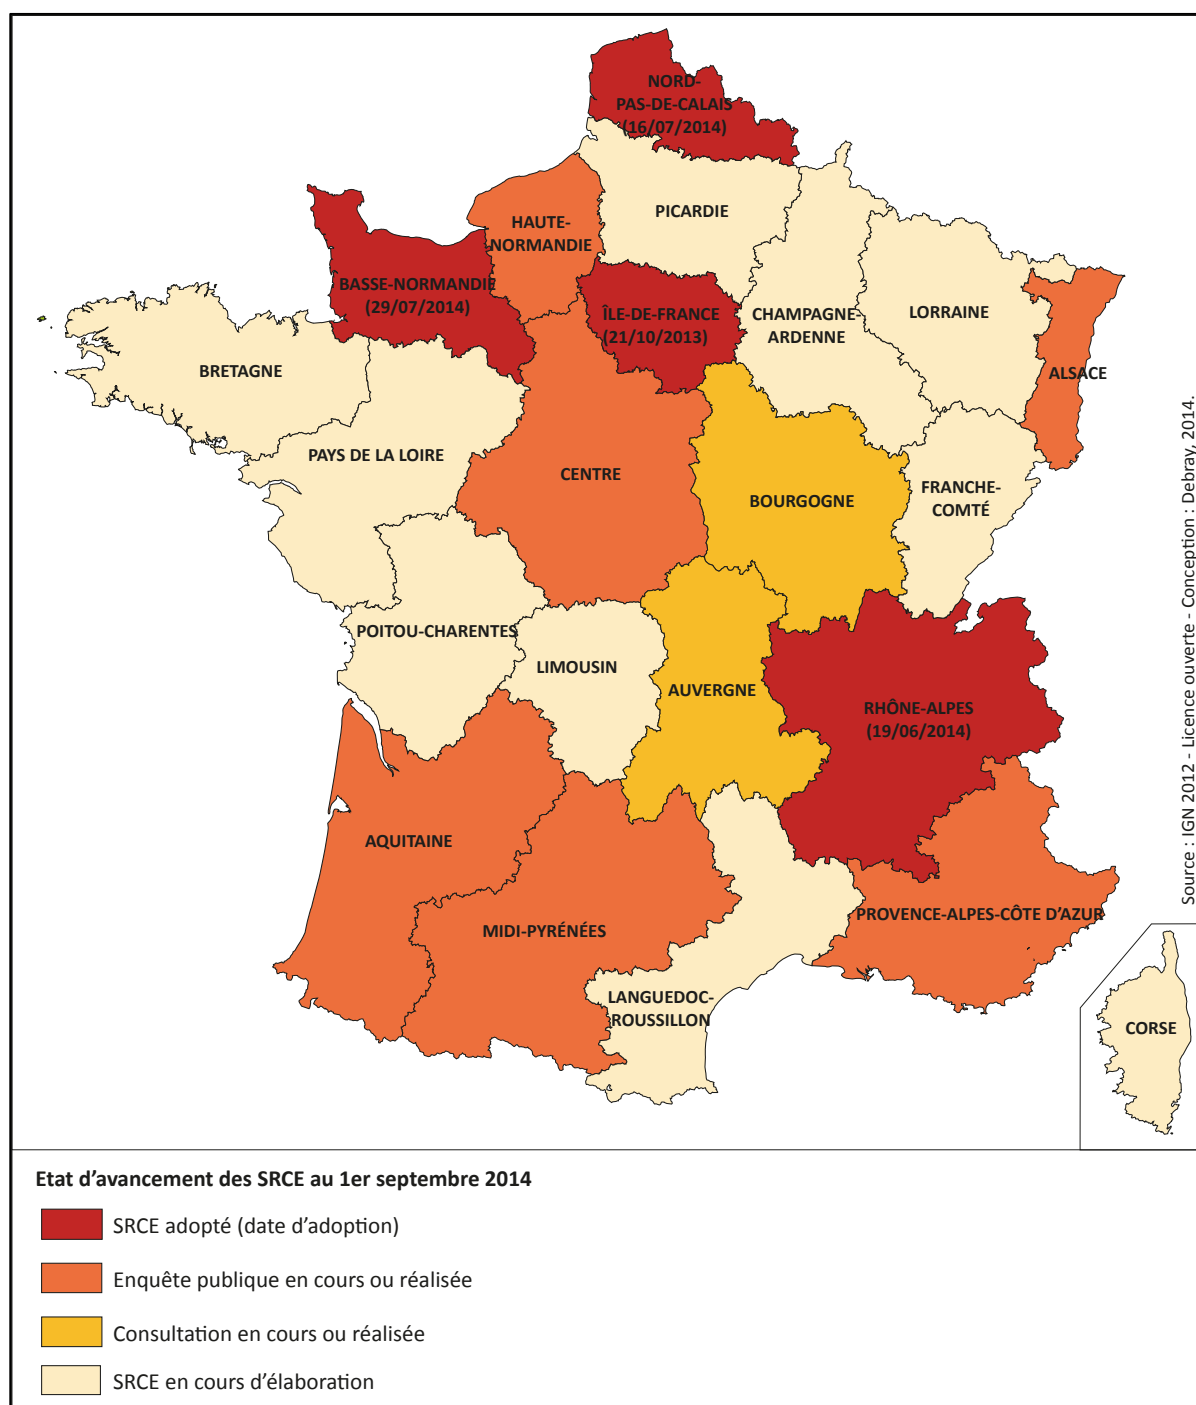 NORD-
PAS-DE-CALAIS
(16/07/2014)
PICARDIE
HAUTE-
NORMANDIE
BASSE-NORMANDIE
(29/07/2014)
ÎLE-DE-FRANCE
(21/10/2013)
CHAMPAGNE
ARDENNE
LORRAINE
ALSACE
BRETAGNE
PAYS DE LA LOIRE
CENTRE
BOURGOGNE
FRANCHE-
COMTÉ
POITOU-CHARENTES
LIMOUSIN
AUVERGNE
RHÔNE-ALPES
(19/06/2014)
AQUITAINE
MIDI-PYRÉNÉES
PROVENCE-ALPES-CÔTE D'AZUR
LANGUEDOC-
ROUSSILLON
CORSE
Source : IGN 2012 - Licence ouverte - Conception : Debray, 2014.
Etat d’avancement des SRCE au 1er septembre 2014
SRCE adopté (date d’adoption)
Enquête publique en cours ou réalisée
Consultation en cours ou réalisée
SRCE en cours d’élaboration